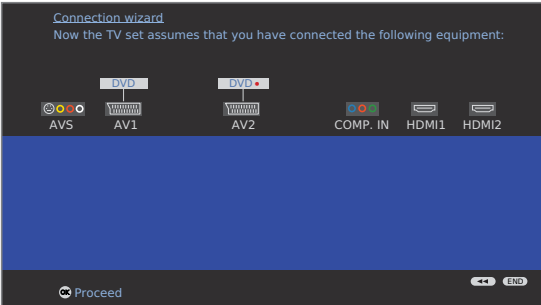 Connection wizard
Now the TV set assumes that you have connected the following equipment:
DVD DVD
AVS AV1 AV2 COMP. IN HDMI1 HDMI2
END
OK Proceed